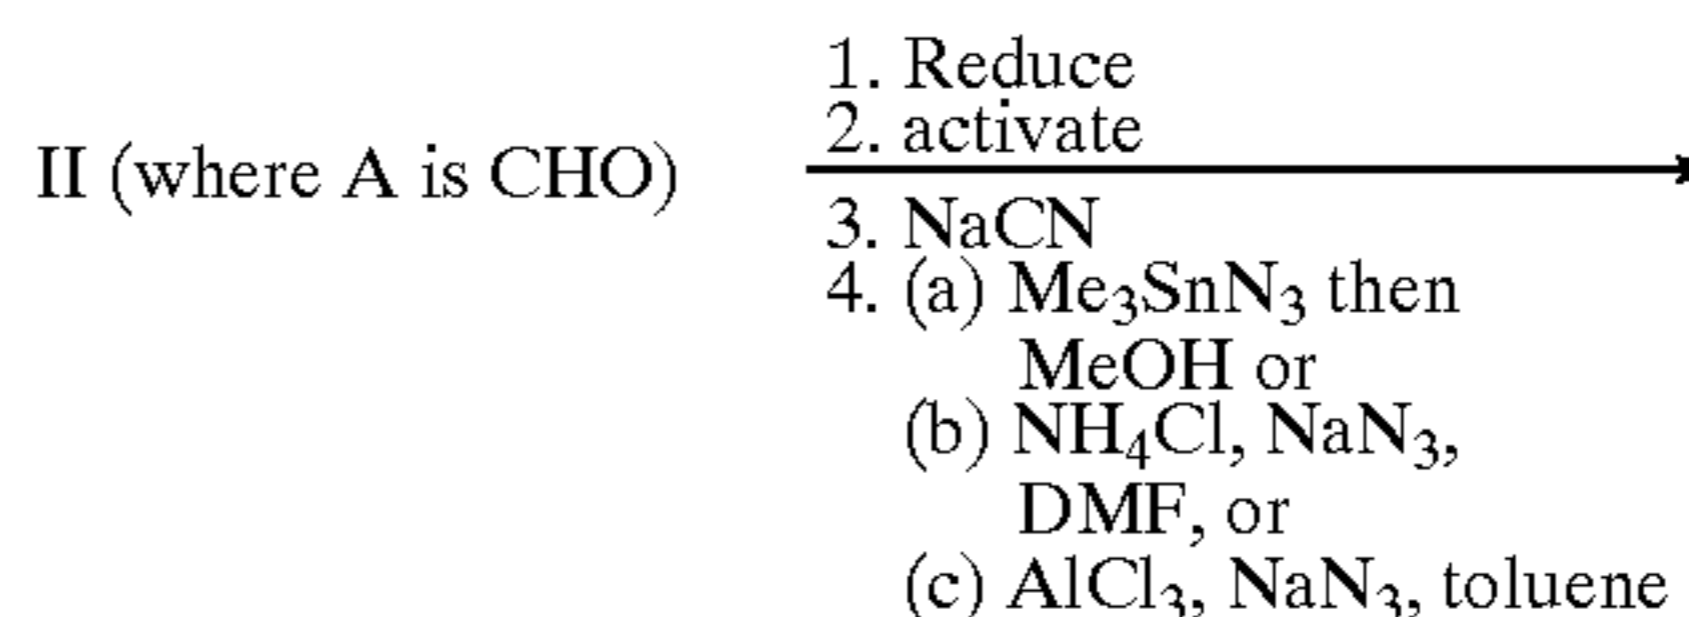 1. Reduce
2. activate
II (where A is CHO)
3. NaCN
4. (a) Me₃SnN₃ then
MeOH or
(b) NH₄Cl, NaN₃,
DMF, or
(c) AlCl₃, NaN₃, toluene